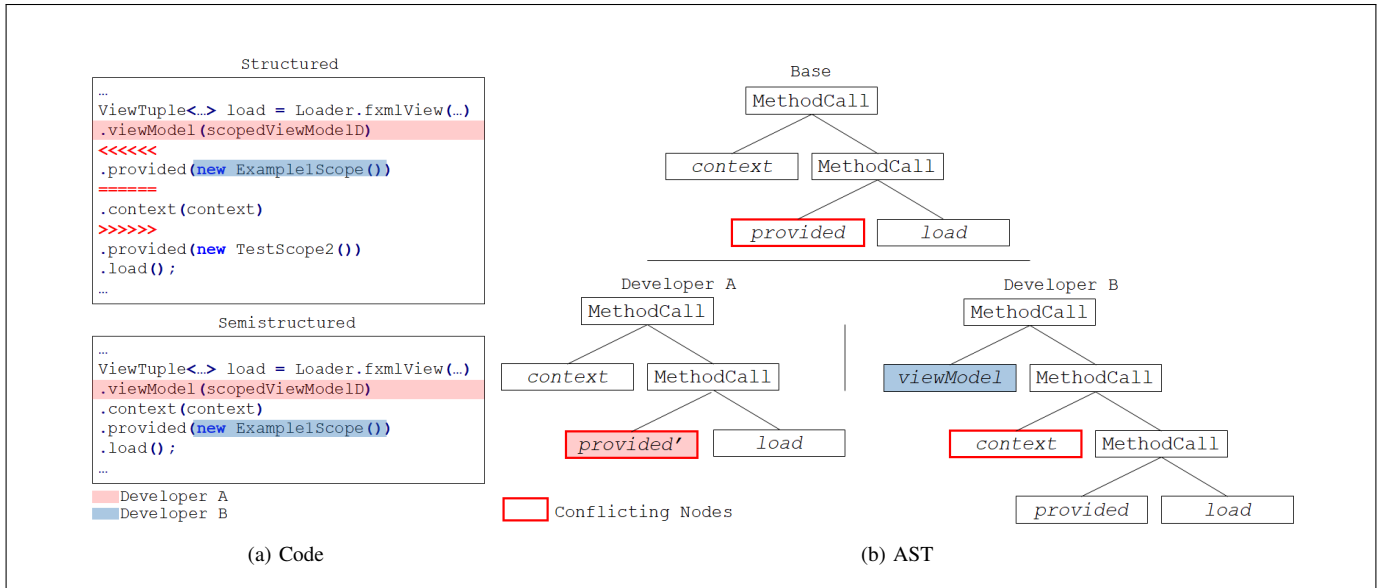 Structured
…
ViewTuple<…> load = Loader.fxmlView(…)
.viewModel(scopedViewModelD)
<<<<<<
.provided(new Example1Scope())
======
.context(context)
>>>>>>
.provided(new TestScope2())
.load();
…
Semistructured
…
ViewTuple<…> load = Loader.fxmlView(…)
.viewModel(scopedViewModelD)
.context(context)
.provided(new Example1Scope())
.load();
…
Developer A
Developer B
(a) Code
Base
MethodCall
context MethodCall
provided load
Developer A
MethodCall
context MethodCall
provided' load
Developer B
MethodCall
viewModel MethodCall
context MethodCall
provided load
Conflicting Nodes
(b) AST